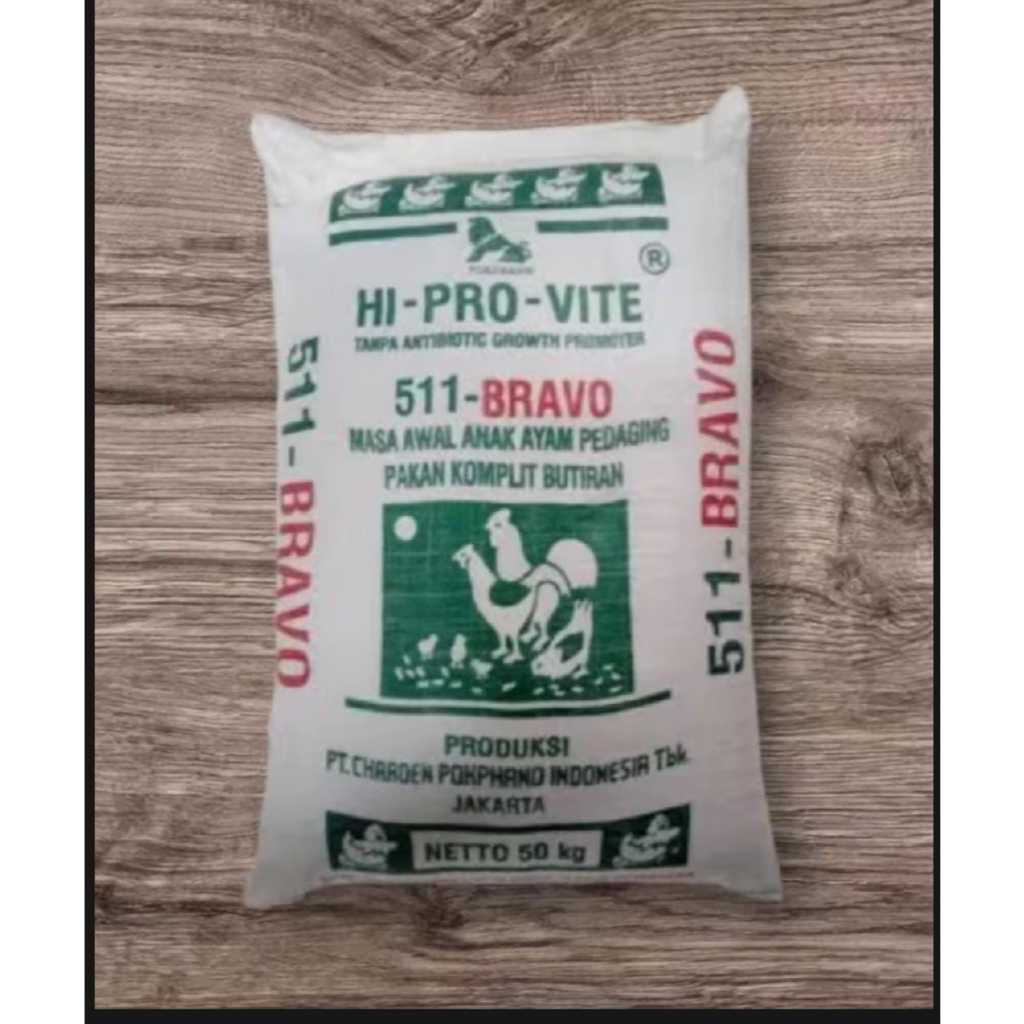 ®
HI-PRO-VITE
TANPA ANTIBIOTIC GROWTH PROMOTER
511-BRAVO
MASA AWAL ANAK AYAM PEDAGING
PAKAN KOMPLIT BUTIRAN
511-BRAVO
511-BRAVO
PRODUKSI
PT. CHAROEN POKPHAND INDONESIA Tbk.
JAKARTA
NETTO 50 kg